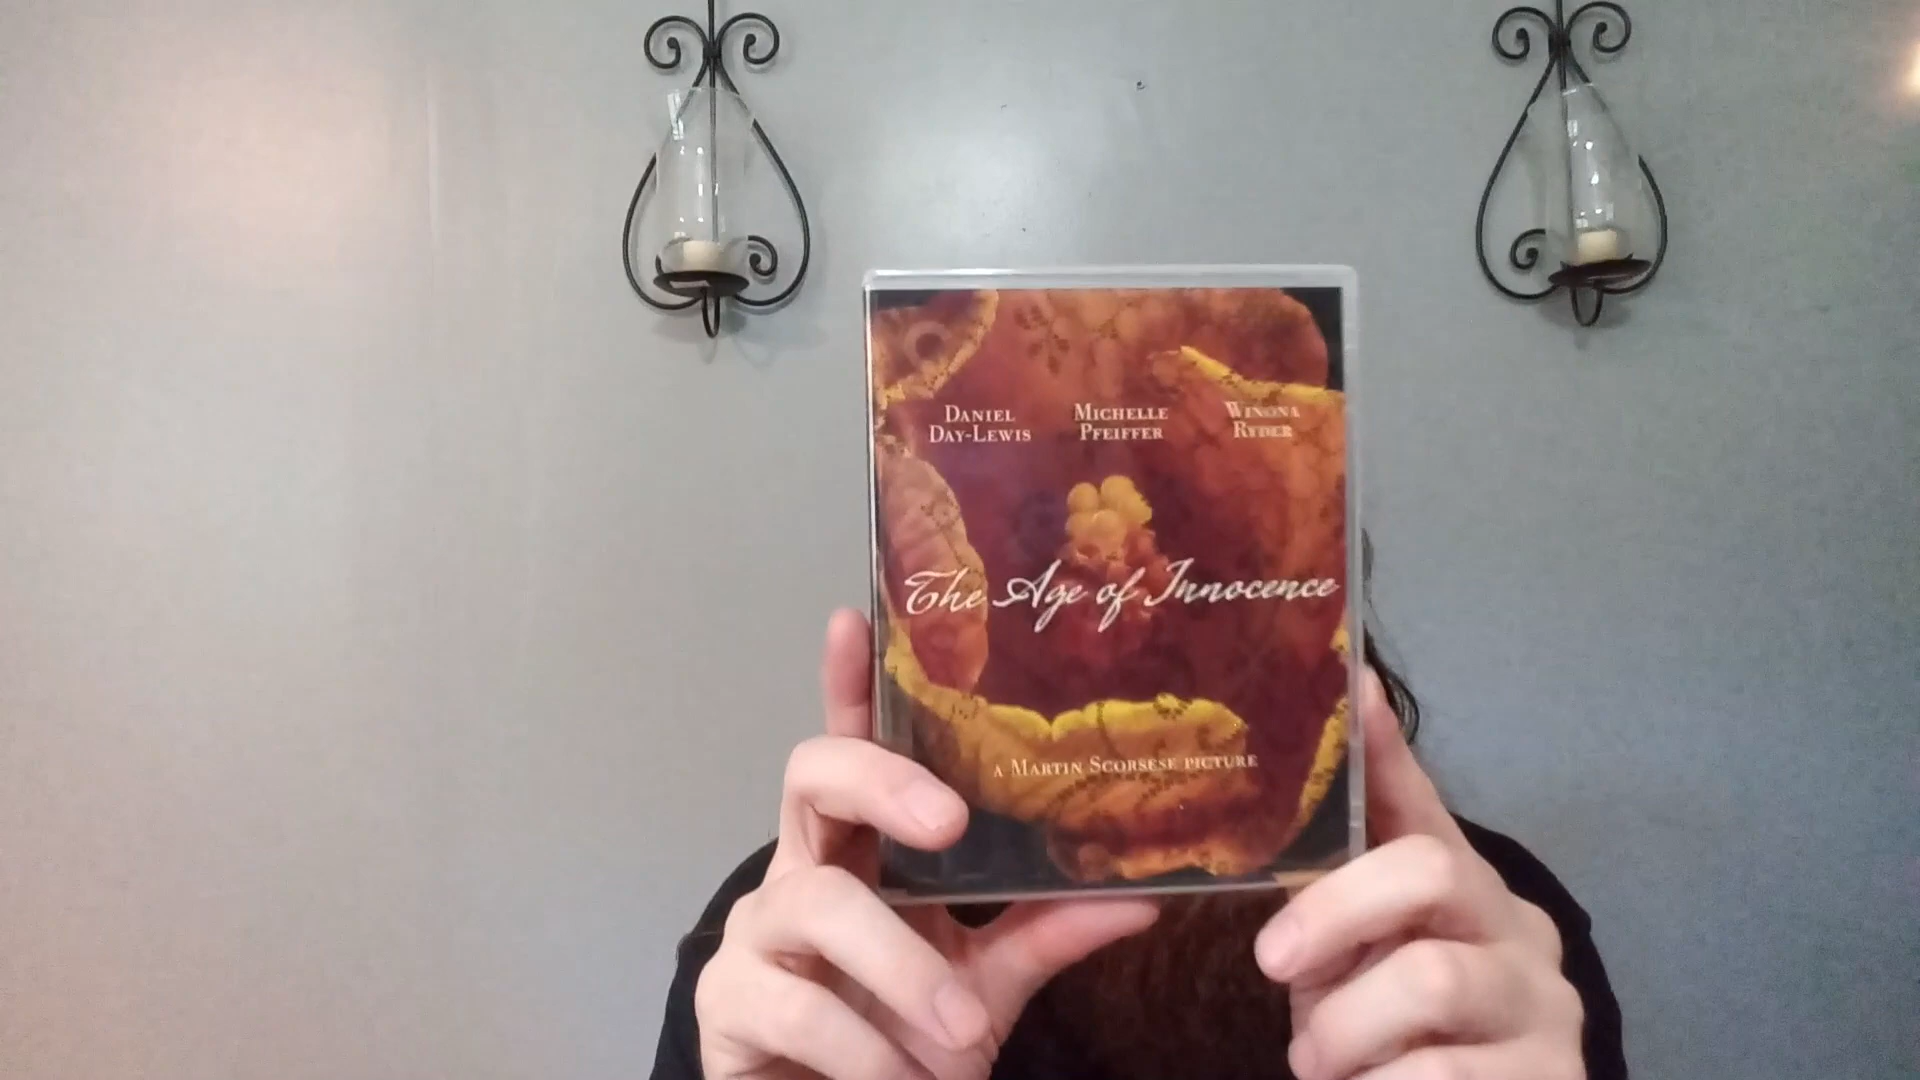 DANIEL DAY-LEWIS
MICHELLE PFEIFFER
WINONA RYDER
The Age of Innocence
A MARTIN SCORSESE PICTURE